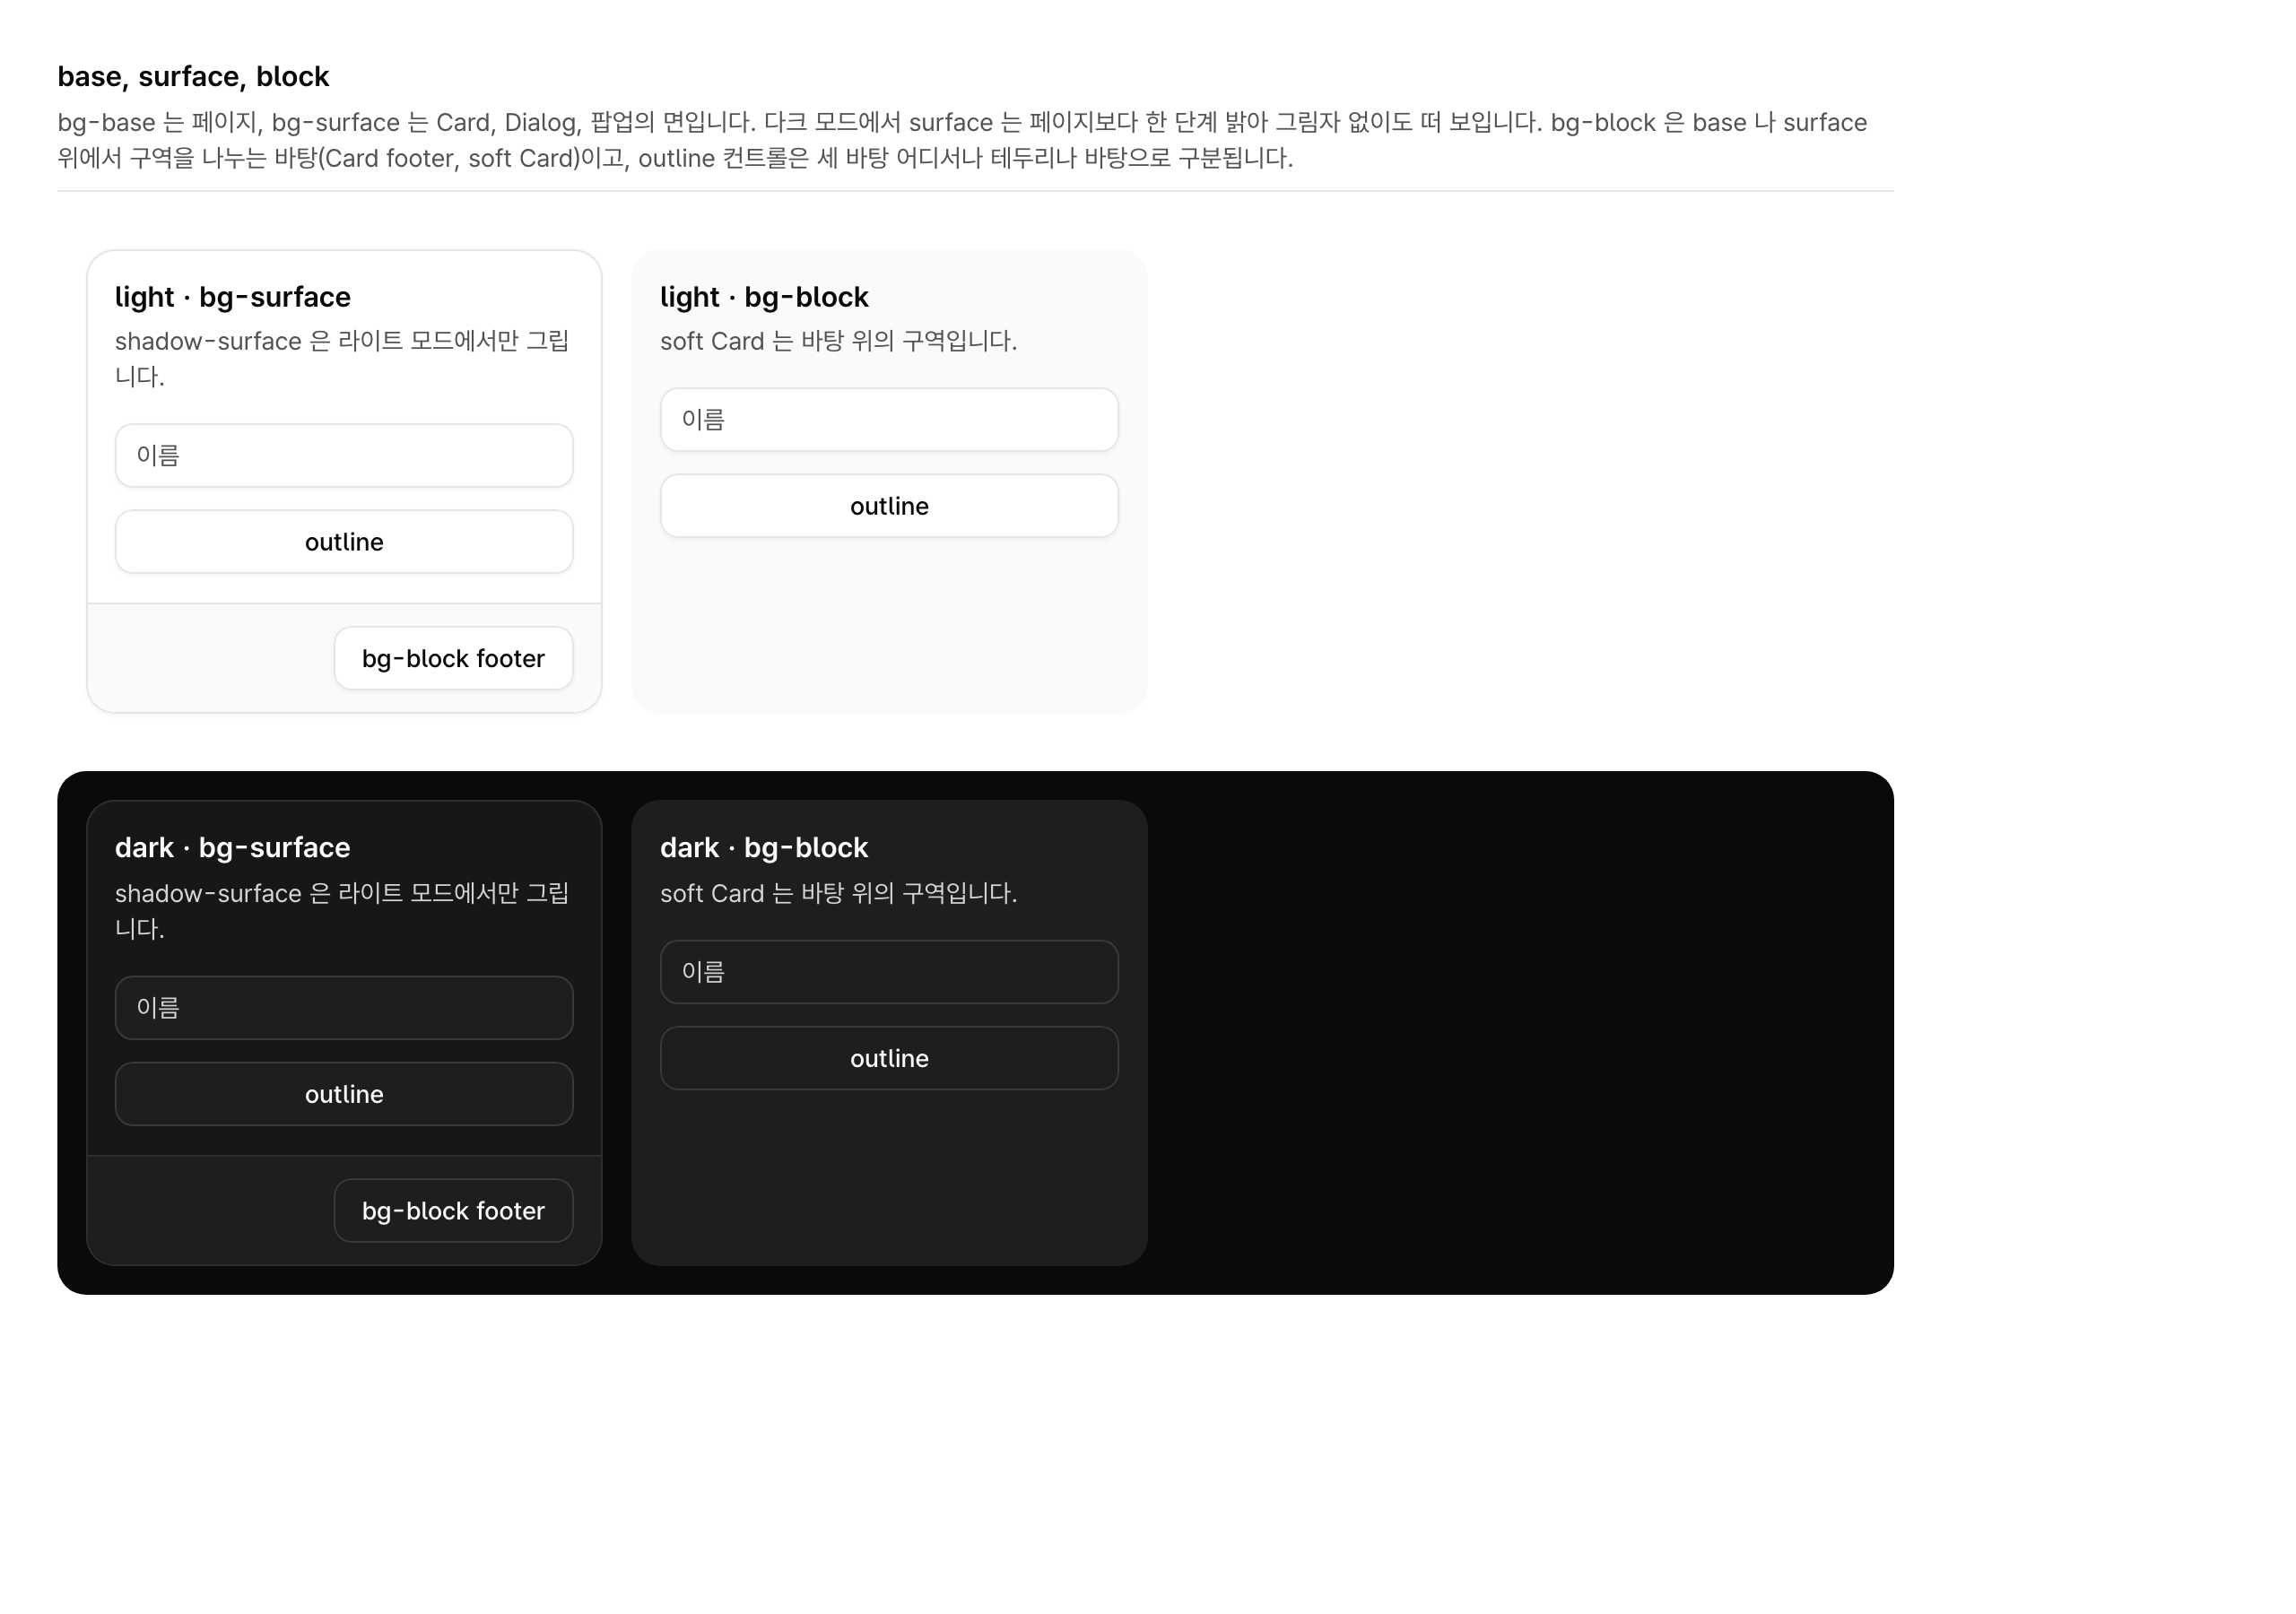 base, surface, block
bg-base 는 페이지, bg-surface 는 Card, Dialog, 팝업의 면입니다. 다크 모드에서 surface 는 페이지보다 한 단계 밝아 그림자 없이도 떠 보입니다. bg-block 은 base 나 surface
위에서 구역을 나누는 바탕(Card footer, soft Card)이고, outline 컨트롤은 세 바탕 어디서나 테두리나 바탕으로 구분됩니다.
light · bg-surface
shadow-surface 은 라이트 모드에서만 그립
니다.
이름
outline
bg-block footer
light · bg-block
soft Card 는 바탕 위의 구역입니다.
이름
outline
dark · bg-surface
shadow-surface 은 라이트 모드에서만 그립
니다.
이름
outline
bg-block footer
dark · bg-block
soft Card 는 바탕 위의 구역입니다.
이름
outline